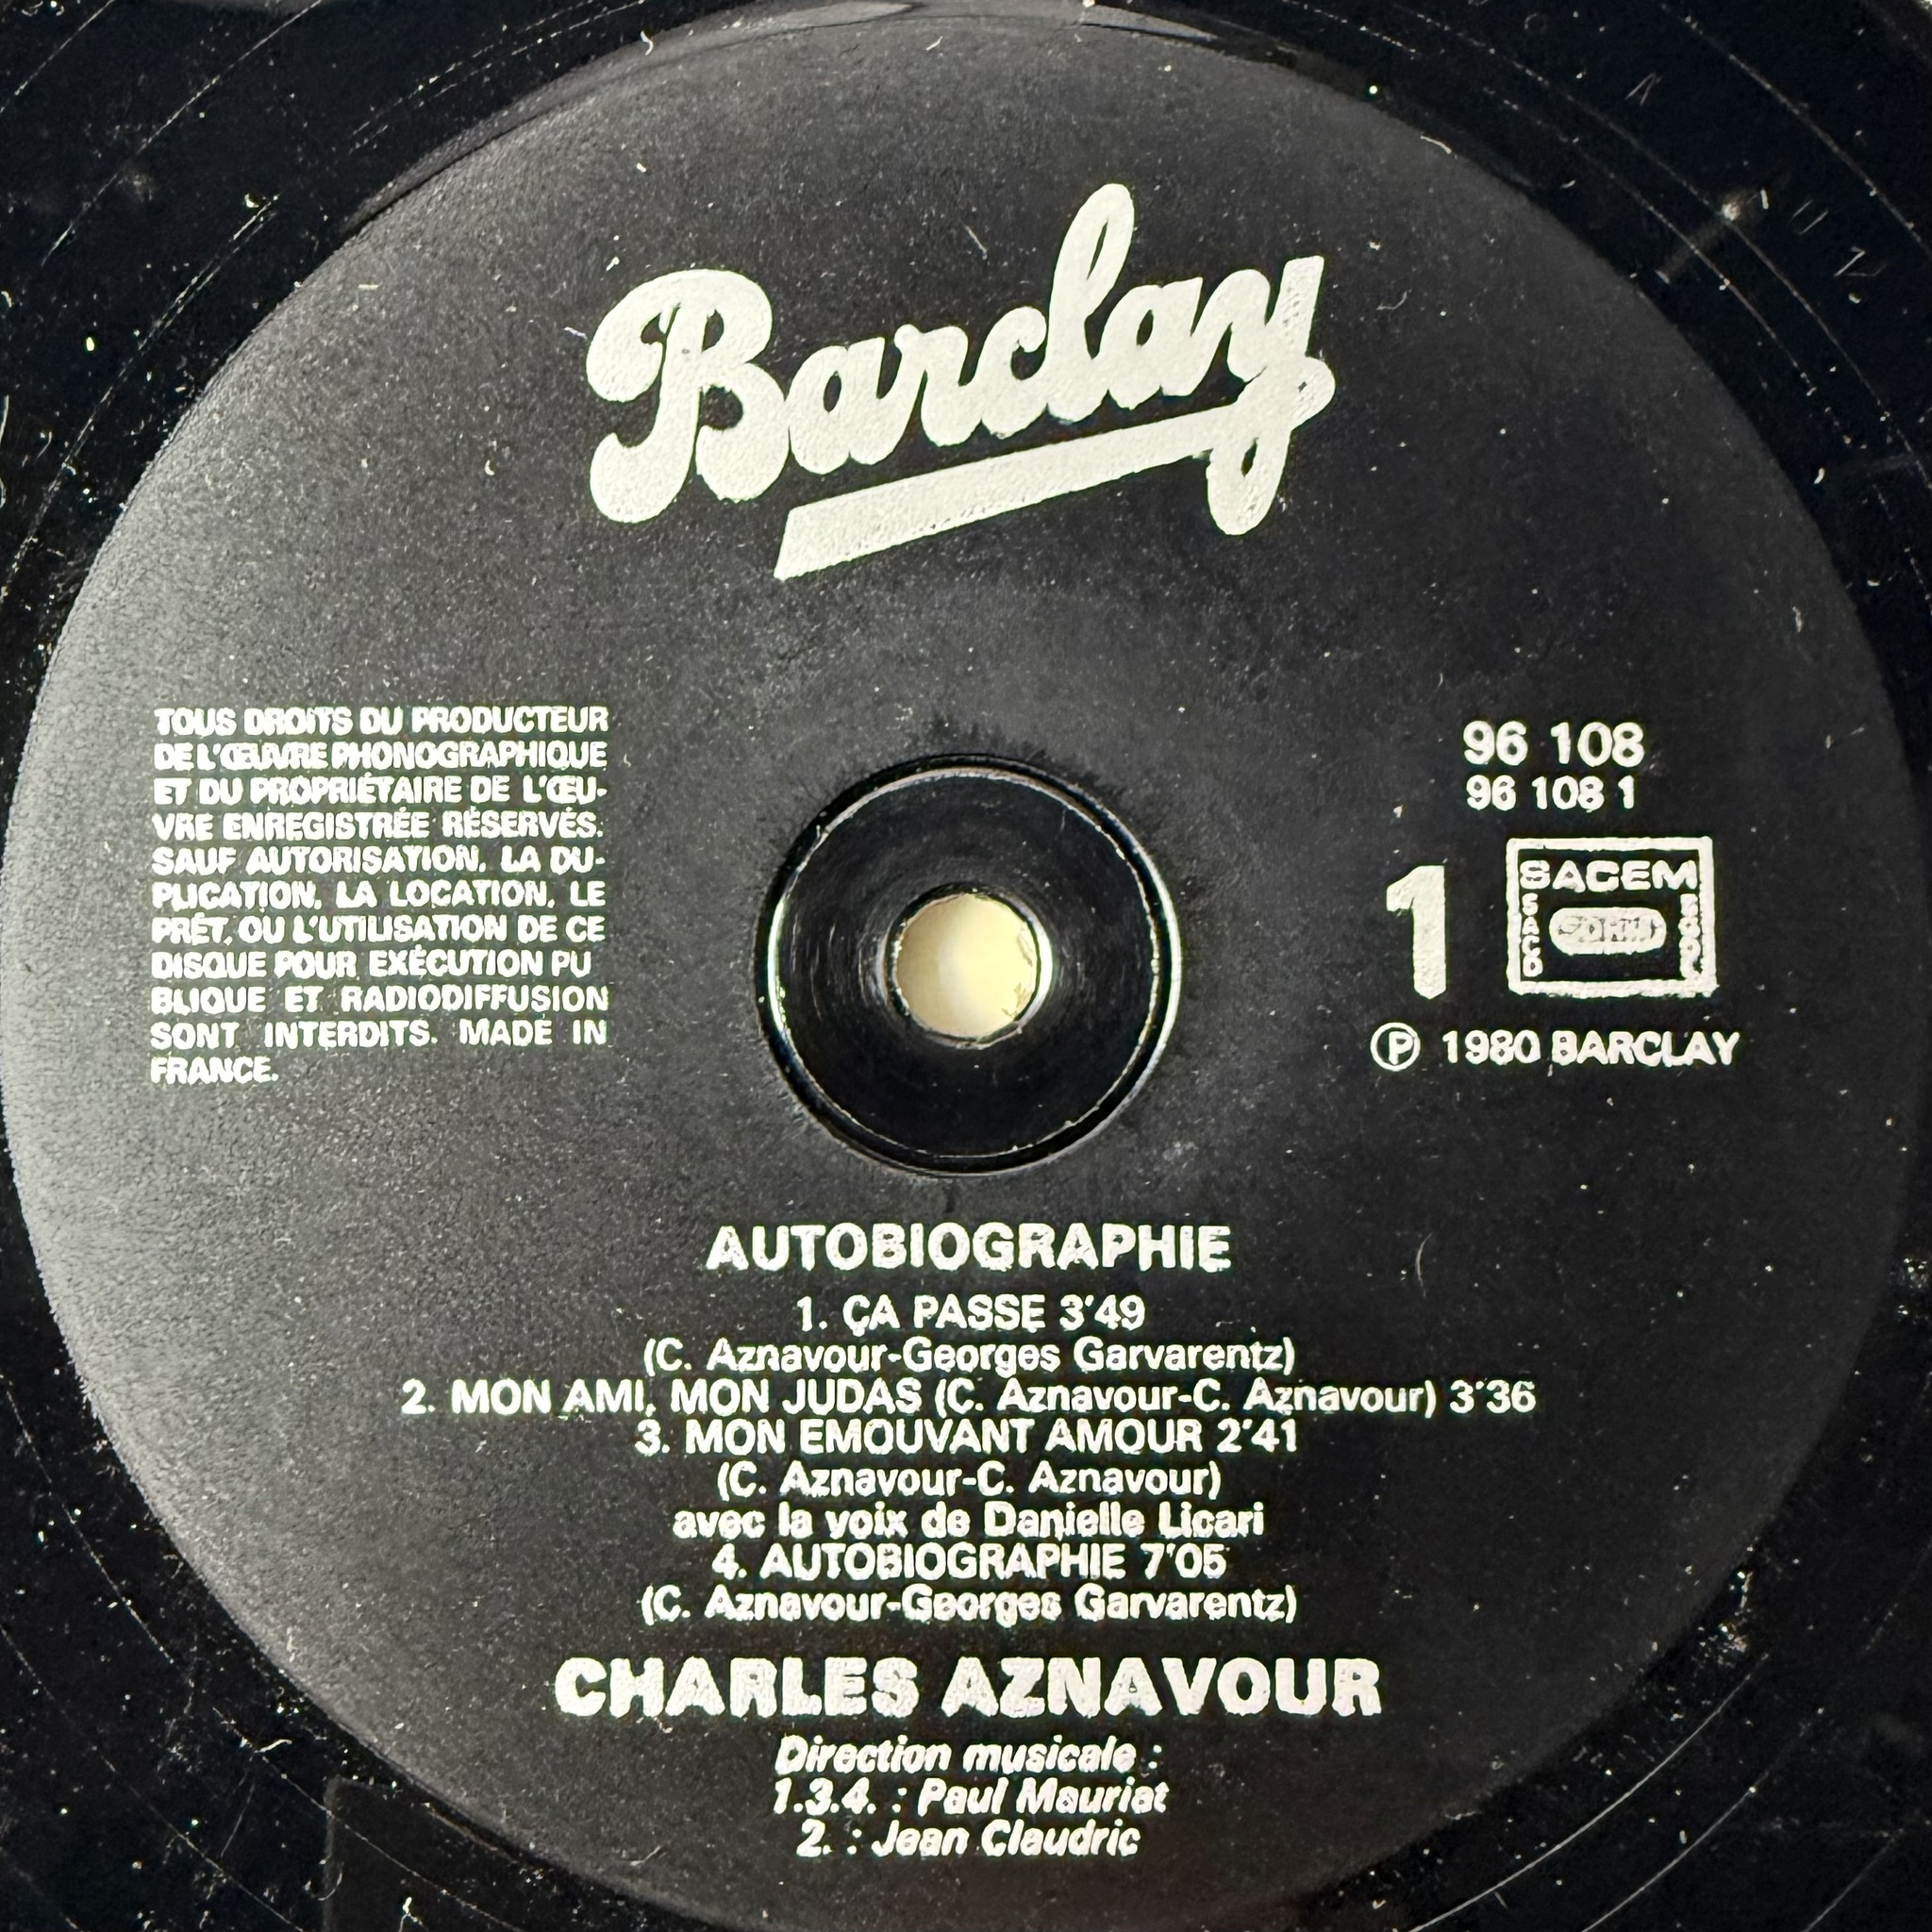 Barclay
TOUS DROITS DU PRODUCTEUR
DE L'ŒUVRE PHONOGRAPHIQUE
ET DU PROPRIÉTAIRE DE L'ŒU-
VRE ENREGISTRÉE RÉSERVÉS.
SAUF AUTORISATION, LA DU-
PLICATION, LA LOCATION, LE
PRÊT, OU L'UTILISATION DE CE
DISQUE POUR EXÉCUTION PU
BLIQUE ET RADIODIFFUSION
SONT INTERDITS. MADE IN
FRANCE.
96 108
96 108 1
1
SACEM
SACD
℗ 1980 BARCLAY
AUTOBIOGRAPHIE
1. ÇA PASSE 3'49
(C. Aznavour-Georges Garvarentz)
2. MON AMI, MON JUDAS (C. Aznavour-C. Aznavour) 3'36
3. MON EMOUVANT AMOUR 2'41
(C. Aznavour-C. Aznavour)
avec la voix de Danielle Licari
4. AUTOBIOGRAPHIE 7'05
(C. Aznavour-Georges Garvarentz)
CHARLES AZNAVOUR
Direction musicale :
1.3.4. : Paul Mauriat
2. : Jean Claudric